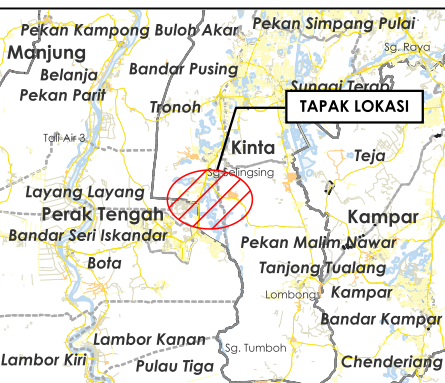 Pekan Kampong Buloh Akar
Pekan Simpang Pulai
Manjung
Sg. Raya
Belanja
Bandar Pusing
Pekan Parit
Sungai Terap
Tronoh
TAPAK LOKASI
Tali Air 3
Kinta
Teja
Sg Selingsing
Layang Layang
Perak Tengah
Kampar
Bandar Seri Iskandar
Pekan Malim Nawar
Bota
Tanjong Tualang
Lombong
Kampar
Bandar Kampar
Lambor Kanan
Sg. Tumboh
Lambor Kiri
Pulau Tiga
Chenderiang